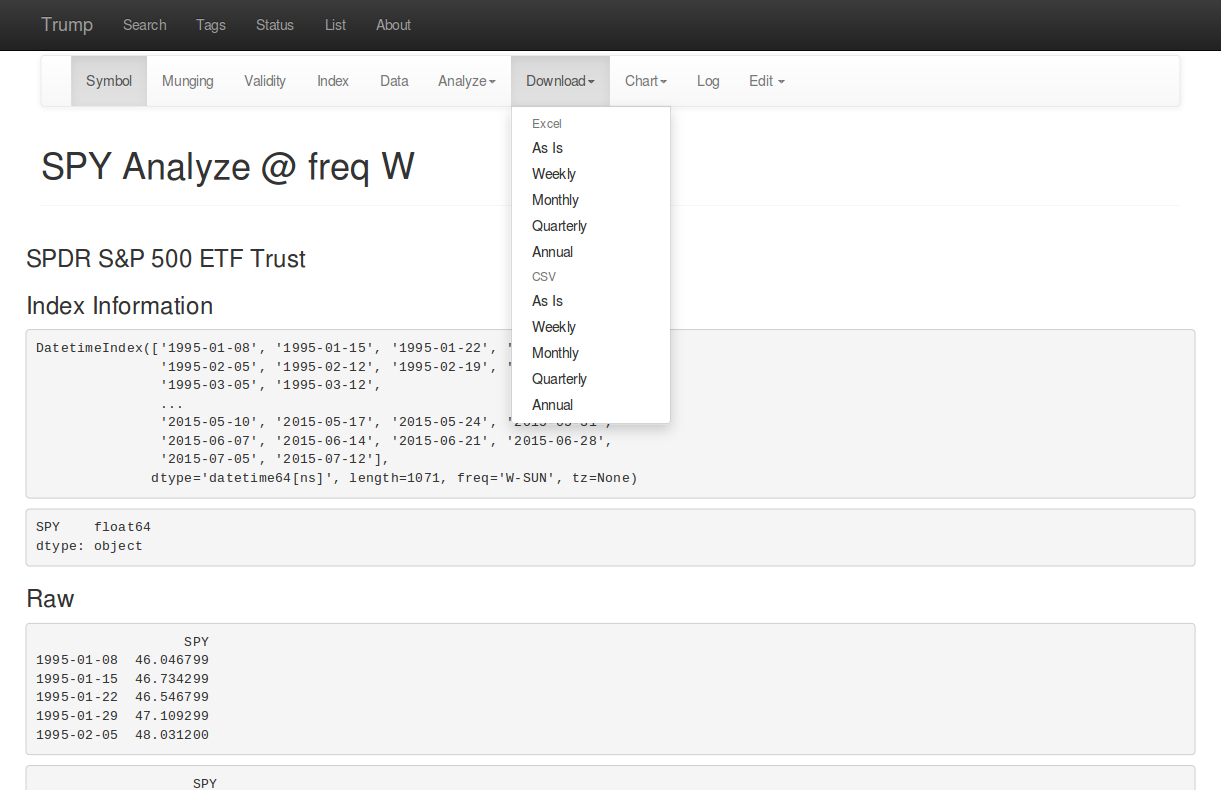 Trump Search Tags Status List About
Symbol Munging Validity Index Data Analyze Download Chart Log Edit
Excel
As Is
Weekly
Monthly
Quarterly
Annual
CSV
As Is
Weekly
Monthly
Quarterly
Annual
SPY Analyze @ freq W
SPDR S&P 500 ETF Trust
Index Information
DatetimeIndex(['1995-01-08', '1995-01-15', '1995-01-22', '
'1995-02-05', '1995-02-12', '1995-02-19', '
'1995-03-05', '1995-03-12',
...
'2015-05-10', '2015-05-17', '2015-05-24', '2015-05-31',
'2015-06-07', '2015-06-14', '2015-06-21', '2015-06-28',
'2015-07-05', '2015-07-12'],
dtype='datetime64[ns]', length=1071, freq='W-SUN', tz=None)
SPY float64
dtype: object
Raw
SPY
1995-01-08 46.046799
1995-01-15 46.734299
1995-01-22 46.546799
1995-01-29 47.109299
1995-02-05 48.031200
SPY